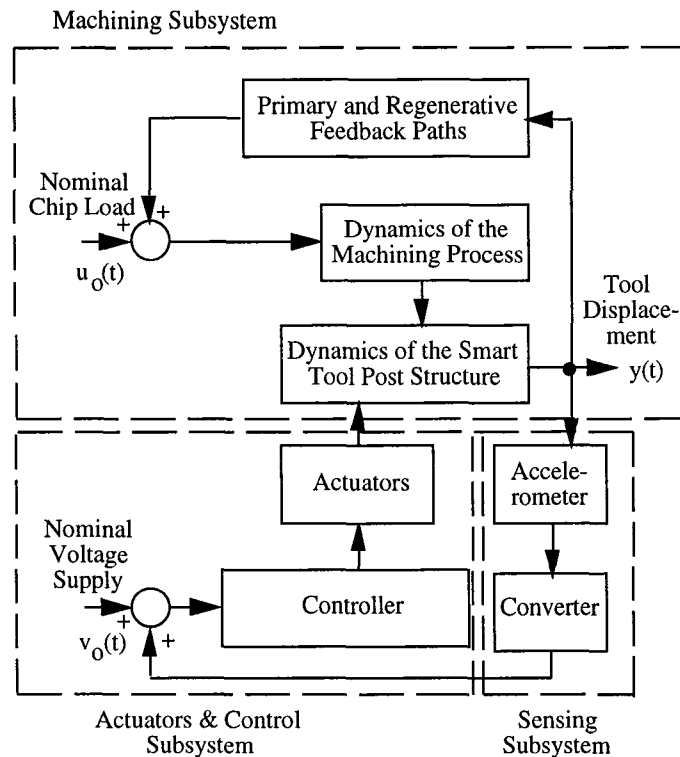 Machining Subsystem
Primary and Regenerative
Feedback Paths
Nominal
Chip Load
+
+
u_o(t)
Dynamics of the
Machining Process
Tool
Displace-
ment
Dynamics of the Smart
Tool Post Structure
y(t)
Actuators
Accele-
rometer
Nominal
Voltage
Supply
Controller
Converter
+
+
v_o(t)
Actuators & Control
Subsystem
Sensing
Subsystem